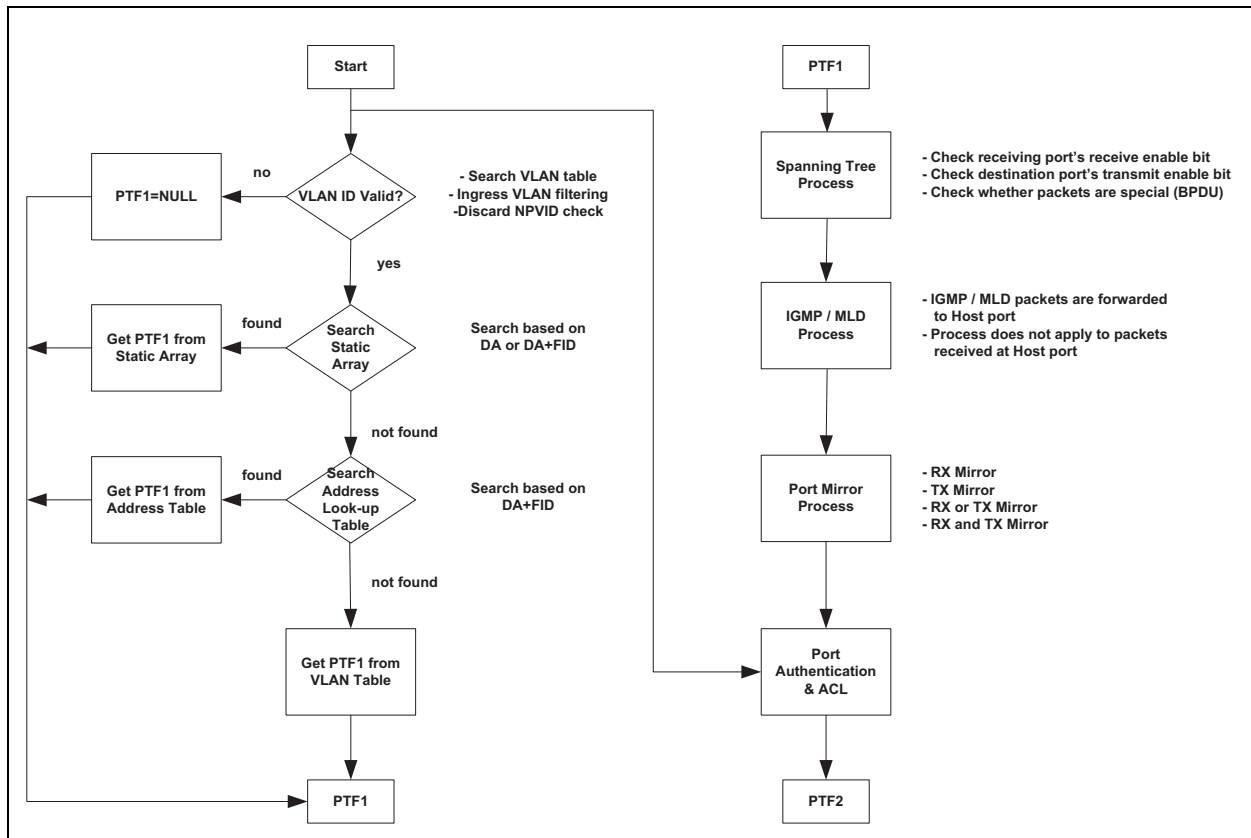 Start
no
VLAN ID Valid?
PTF1=NULL
- Search VLAN table
- Ingress VLAN filtering
-Discard NPVID check
yes
found
Get PTF1 from
Static Array
Search
Static
Array
Search based on
DA or DA+FID
not found
found
Get PTF1 from
Address Table
Search
Address
Look-up
Table
Search based on
DA+FID
not found
Get PTF1 from
VLAN Table
PTF1
PTF1
Spanning Tree
Process
- Check receiving port's receive enable bit
- Check destination port's transmit enable bit
- Check whether packets are special (BPDU)
IGMP / MLD
Process
- IGMP / MLD packets are forwarded
to Host port
- Process does not apply to packets
received at Host port
Port Mirror
Process
- RX Mirror
- TX Mirror
- RX or TX Mirror
- RX and TX Mirror
Port
Authentication
& ACL
PTF2